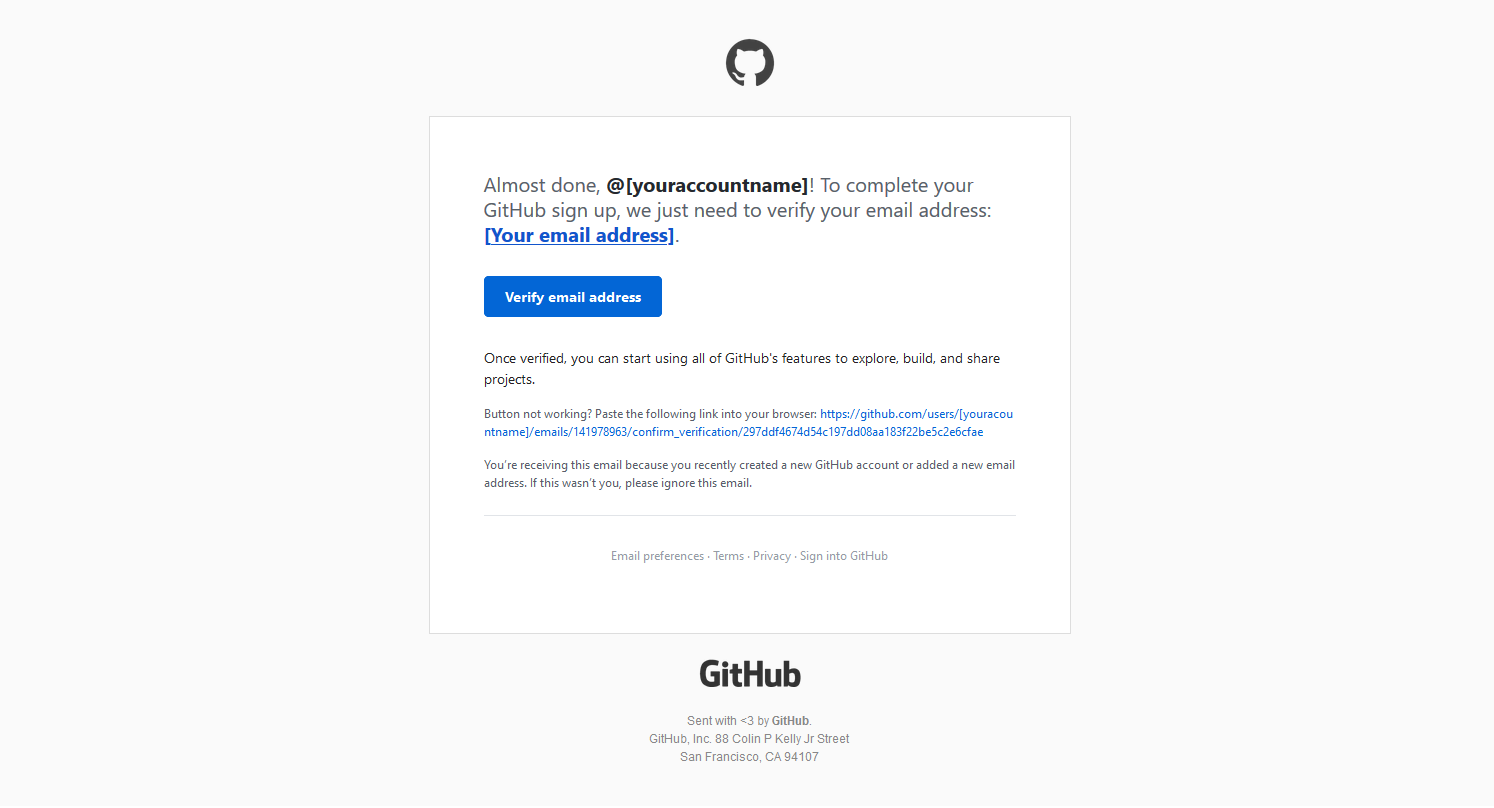 Almost done, @[youraccountname]! To complete your
GitHub sign up, we just need to verify your email address:
[Your email address].
Verify email address
Once verified, you can start using all of GitHub's features to explore, build, and share
projects.
Button not working? Paste the following link into your browser: https://github.com/users/[youracou
ntname]/emails/141978963/confirm_verification/297ddf4674d54c197dd08aa183f22be5c2e6cfae
You’re receiving this email because you recently created a new GitHub account or added a new email
address. If this wasn’t you, please ignore this email.
Email preferences · Terms · Privacy · Sign into GitHub
GitHub
Sent with <3 by GitHub.
GitHub, Inc. 88 Colin P Kelly Jr Street
San Francisco, CA 94107